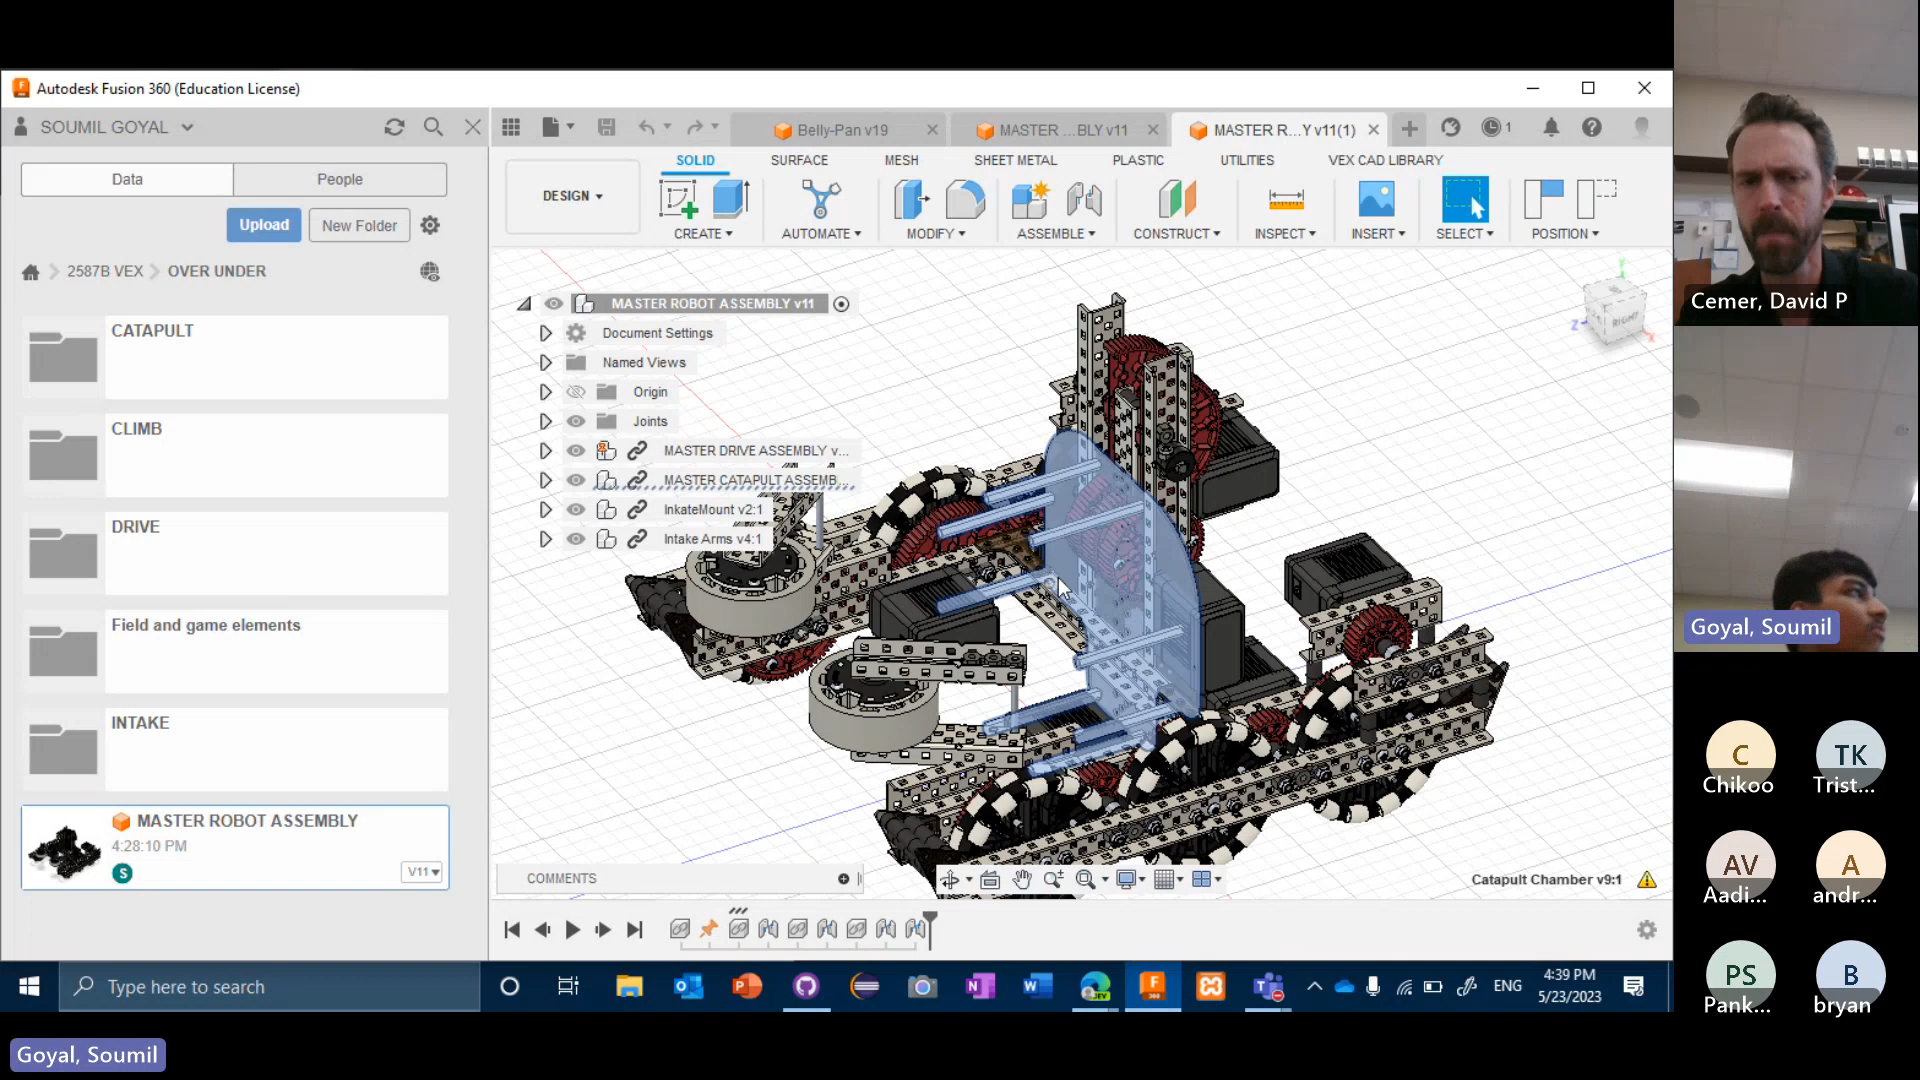 Autodesk Fusion 360 (Education License)
SOUMIL GOYAL
Data
People
Upload
New Folder
2587B VEX
OVER UNDER
CATAPULT
CLIMB
DRIVE
Field and game elements
INTAKE
MASTER ROBOT ASSEMBLY
4:28:10 PM
S
V11
Belly-Pan v19
MASTER ...BLY v11
MASTER R...Y v11(1)
1
DESIGN
SOLID
SURFACE
MESH
SHEET METAL
PLASTIC
UTILITIES
VEX CAD LIBRARY
CREATE
AUTOMATE
MODIFY
ASSEMBLE
CONSTRUCT
INSPECT
INSERT
SELECT
POSITION
MASTER ROBOT ASSEMBLY v11
Document Settings
Named Views
Origin
Joints
MASTER DRIVE ASSEMBLY v...
MASTER CATAPULT ASSEMB...
InkateMount v2:1
Intake Arms v4:1
Y
Z
RIGHT
X
COMMENTS
Catapult Chamber v9:1
Type here to search
ENG
4:39 PM
5/23/2023
Goyal, Soumil
Cemer, David P
Goyal, Soumil
C
Chikoo
TK
Trist...
AV
Aadi...
A
andr...
PS
Pank...
B
bryan